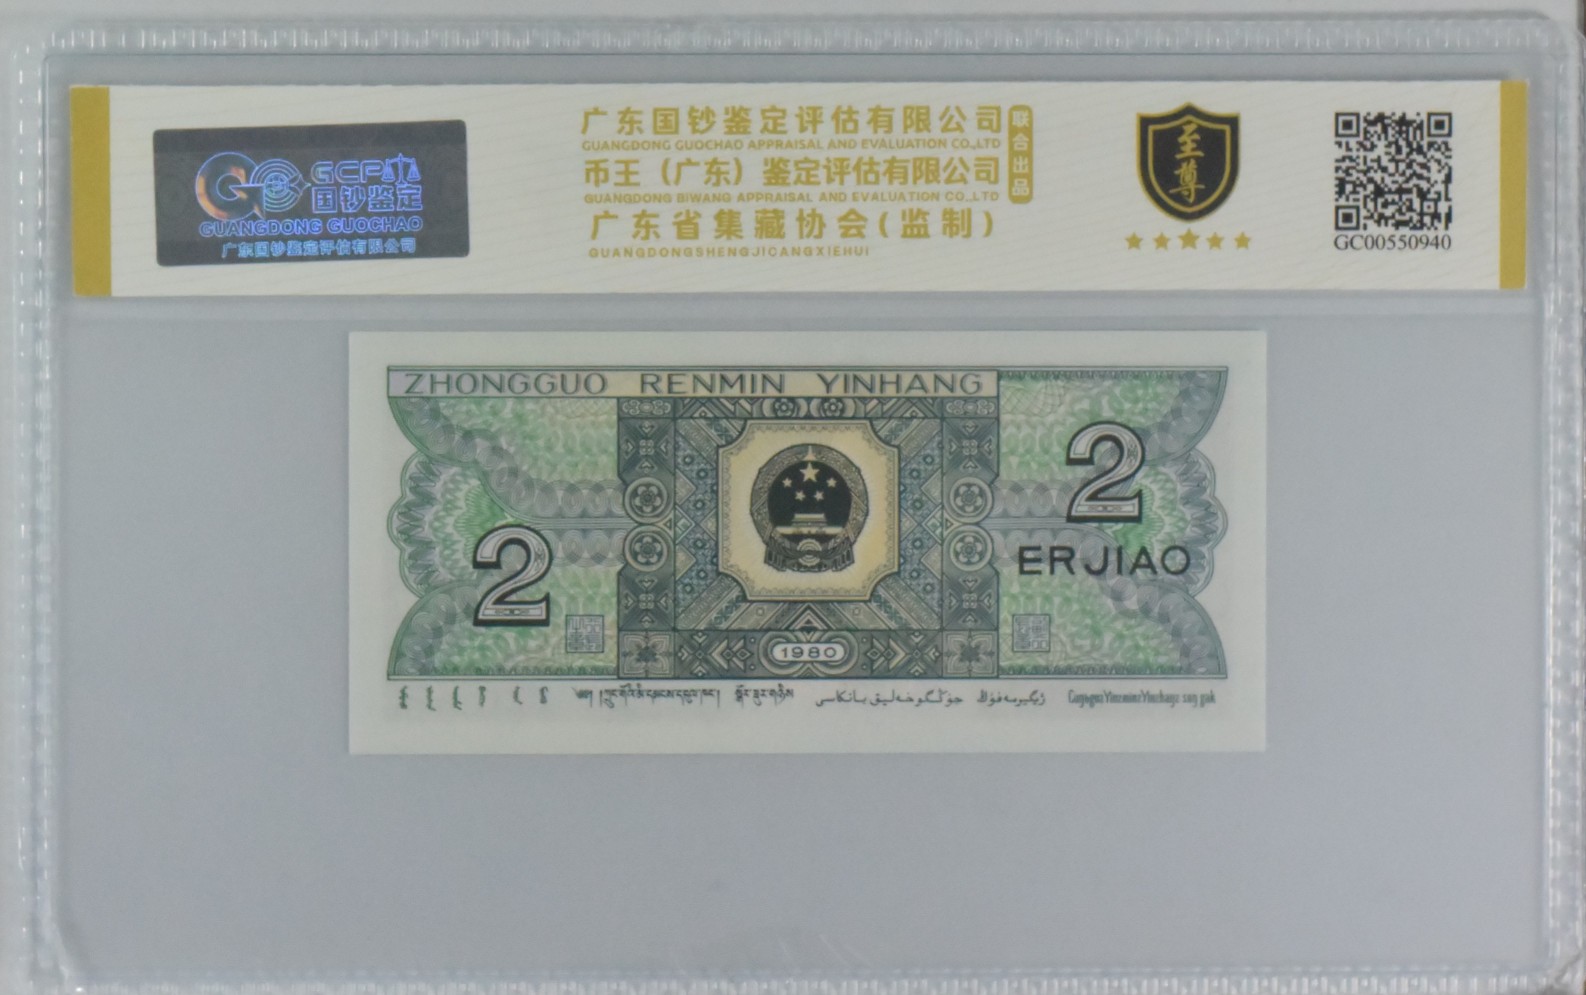 GCP
国钞鉴定
GUANGDONG GUOCHAO
广东国钞鉴定评估有限公司
广东国钞鉴定评估有限公司
GUANGDONG GUOCHAO APPRAISAL AND EVALUATION CO.,LTD
币王（广东）鉴定评估有限公司
GUANGDONG BIWANG APPRAISAL AND EVALUATION CO.,LTD
广东省集藏协会(监制)
GUANGDONGSHENGJICANGXIEHUI
联合出品
至尊
GC00550940
ZHONGGUO RENMIN YINHANG
2
2
ERJIAO
1980